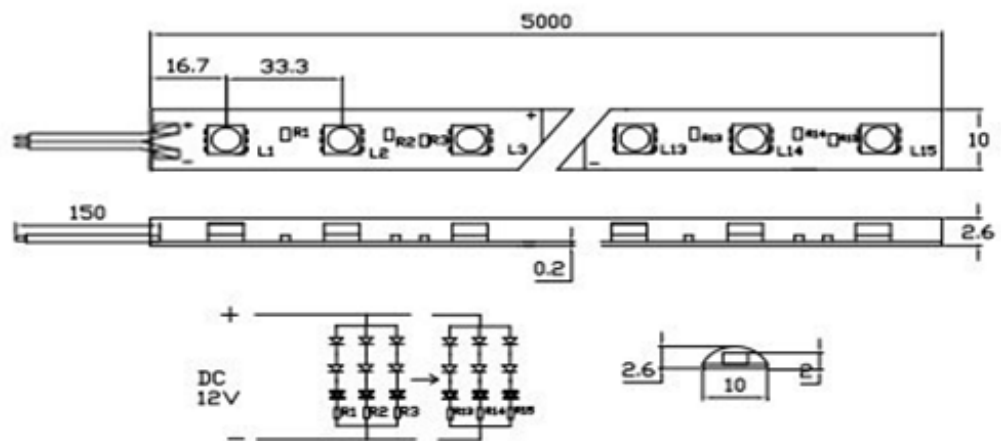 5000
16.7 33.3
+ R1 R2 R3 + R13 R14 R15 10
- L1 L2 L3 - L13 L14 L15
150 2.6
0.2
+
DC
12V
R1 R2 R3 R13 R14 R15
-
2.6 10 2